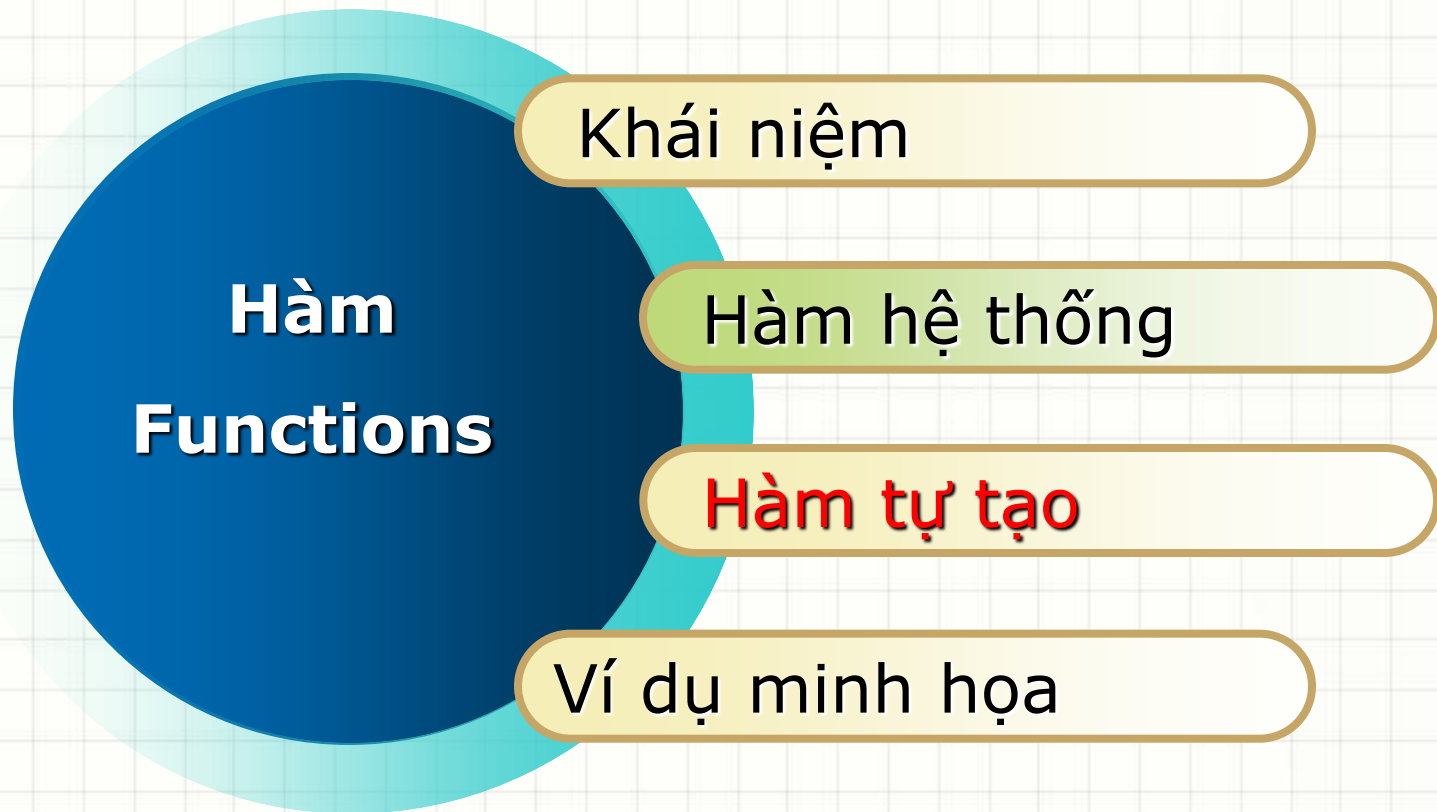 Hàm
Functions
Khái niệm
Hàm hệ thống
Hàm tự tạo
Ví dụ minh họa